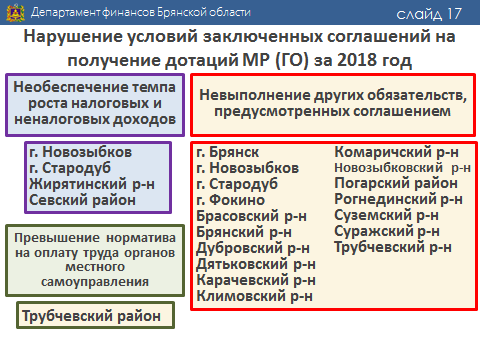 Департамент финансов Брянской области
слайд 17
Нарушение условий заключенных соглашений на
получение дотаций МР (ГО) за 2018 год
Необеспечение темпа
роста налоговых и
неналоговых доходов
г. Новозыбков
г. Стародуб
Жирятинский р-н
Севский район
Превышение норматива
на оплату труда органов
местного
самоуправления
Трубчевский район
Невыполнение других обязательств,
предусмотренных соглашением
г. Брянск
г. Новозыбков
г. Стародуб
г. Фокино
Брасовский р-н
Брянский р-н
Дубровский р-н
Дятьковский р-н
Карачевский р-н
Климовский р-н
Комаричский р-н
Новозыбковский р-н
Погарский район
Рогнединский р-н
Суземский р-н
Суражский р-н
Трубчевский р-н